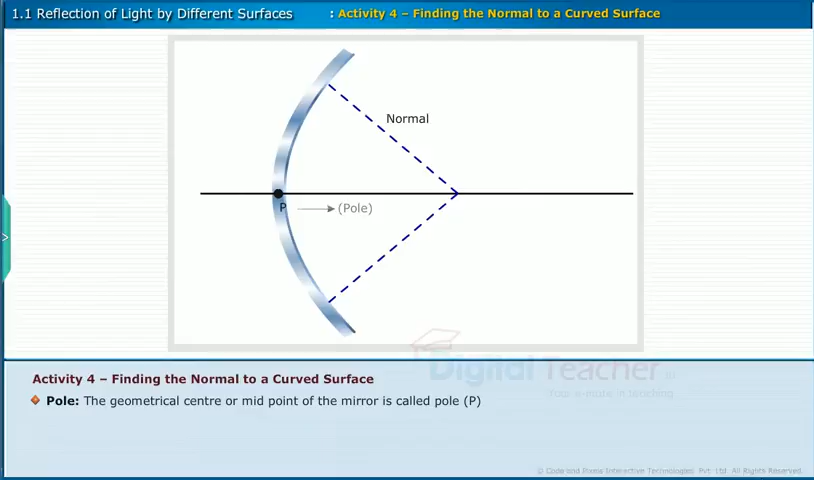 1.1 Reflection of Light by Different Surfaces : Activity 4 – Finding the Normal to a Curved Surface
Normal
P (Pole)
>
Activity 4 – Finding the Normal to a Curved Surface
Pole: The geometrical centre or mid point of the mirror is called pole (P)
Digital Teacher
© Code and Pixels Interactive Technologies Pvt. Ltd. All Rights Reserved.